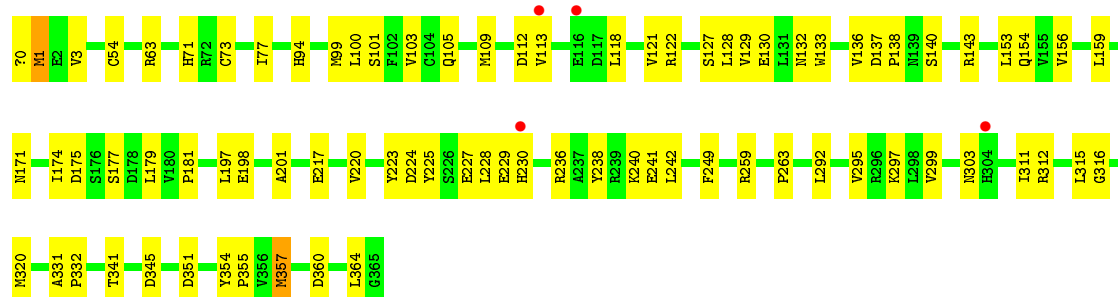 ?0 M1 E2 V3 C54 R63 H71 R72 C73 I77 H94 M99 L100 S101 F102 V103 C104 Q105 M109 D112 V113 E116 D117 L118 V121 R122 S127 L128 V129 E130 L131 N132 W133 V136 D137 P138 N139 S140 R143 L153 Q154 V155 V156 L159
N171 I174 D175 S176 S177 D178 L179 V180 P181 L197 E198 A201 E217 V220 Y223 D224 Y225 S226 E227 L228 E229 H230 R236 A237 Y238 R239 K240 E241 L242 F249 R259 P263 L292 V295 R296 K297 L298 V299 N303 H304 I311 R312 L315 G316
M320 A331 P332 T341 D345 D351 Y354 P355 V356 M357 D360 L364 G365